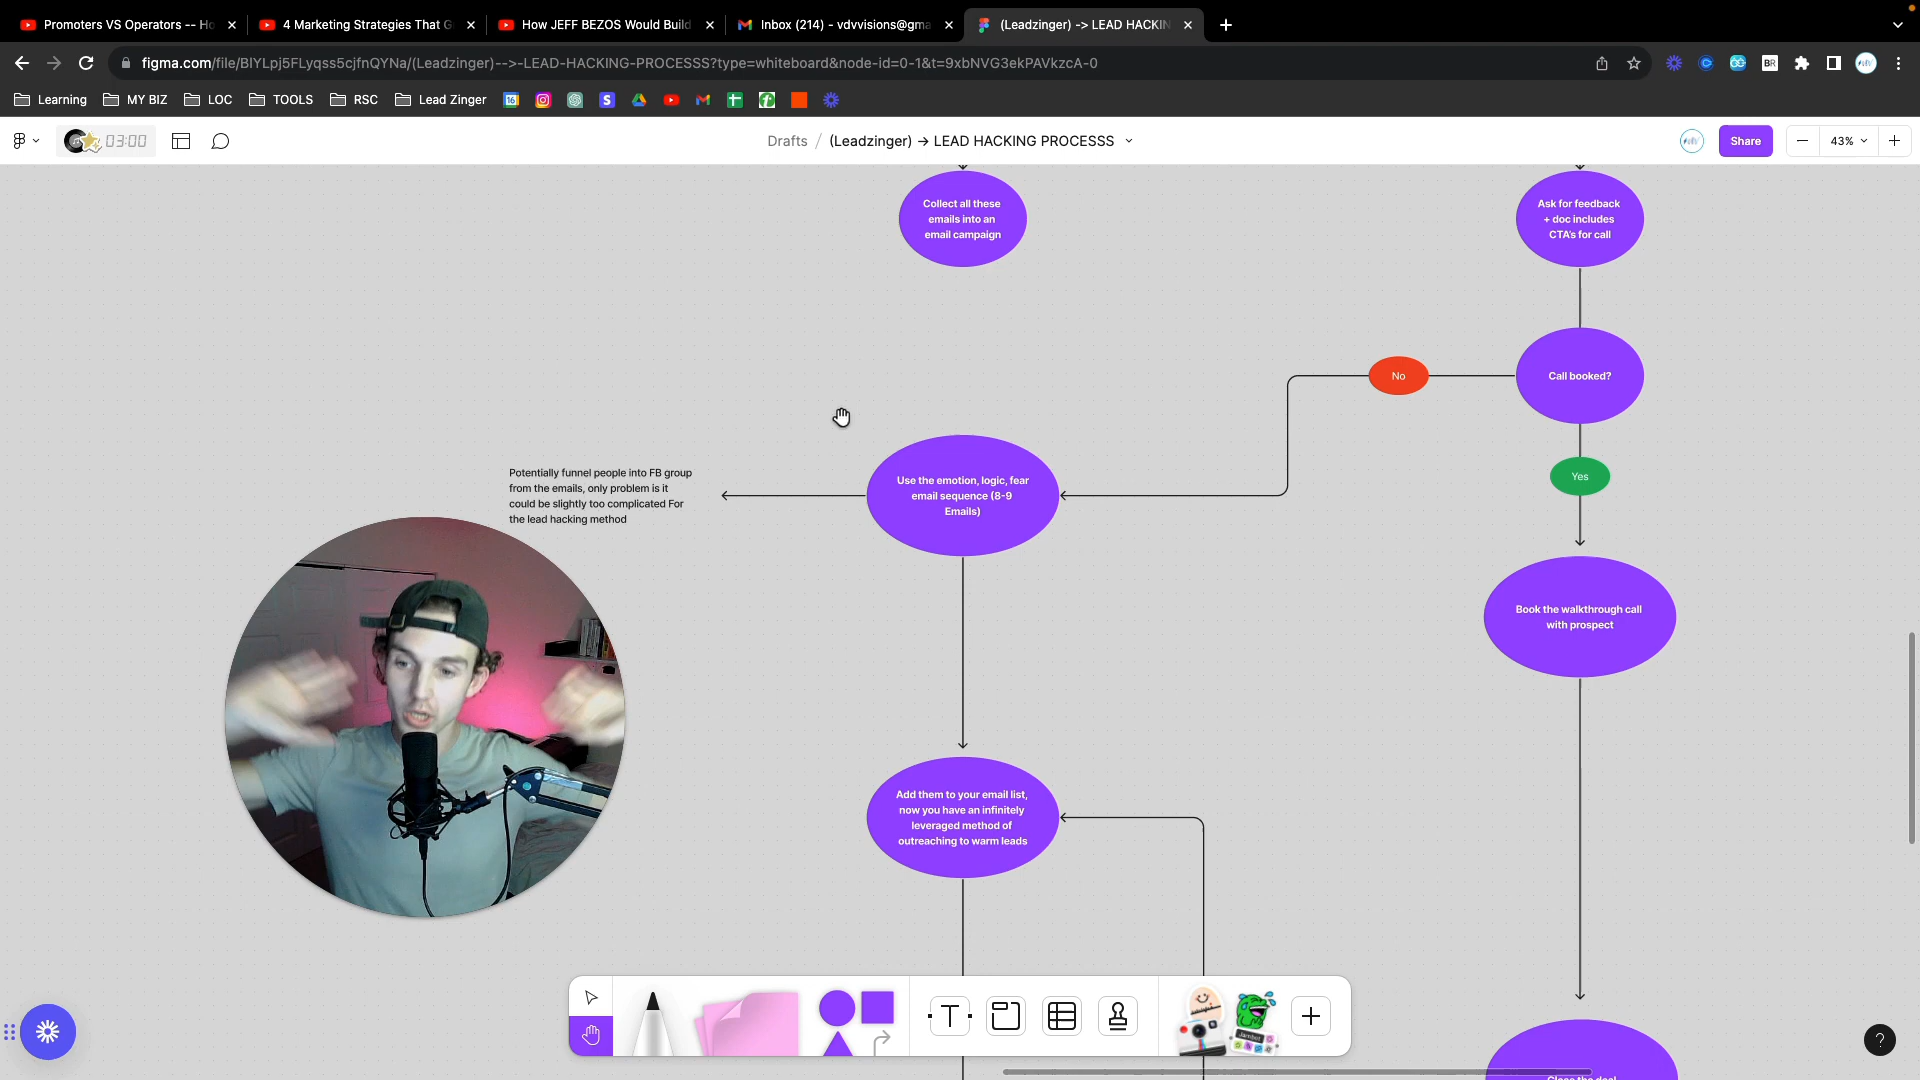 Promoters VS Operators -- Ho
4 Marketing Strategies That G
How JEFF BEZOS Would Build
Inbox (214) - vdvvisions@gma
(Leadzinger) -> LEAD HACKIN
figma.com/file/BIYLpj5FLyqss5cjfnQYNa/(Leadzinger)-->-LEAD-HACKING-PROCESSS?type=whiteboard&node-id=0-1&t=9xbNVG3ekPAVkzcA-0
Learning
MY BIZ
LOC
TOOLS
RSC
Lead Zinger
03:00
Drafts / (Leadzinger) → LEAD HACKING PROCESSS
Share
43%
Collect all these
emails into an
email campaign
Ask for feedback
+ doc includes
CTA's for call
Call booked?
No
Yes
Potentially funnel people into FB group
from the emails, only problem is it
could be slightly too complicated For
the lead hacking method
Use the emotion, logic, fear
email sequence (8-9
Emails)
Book the walkthrough call
with prospect
Add them to your email list,
now you have an infinitely
leveraged method of
outreaching to warm leads
T
?
Close the deal